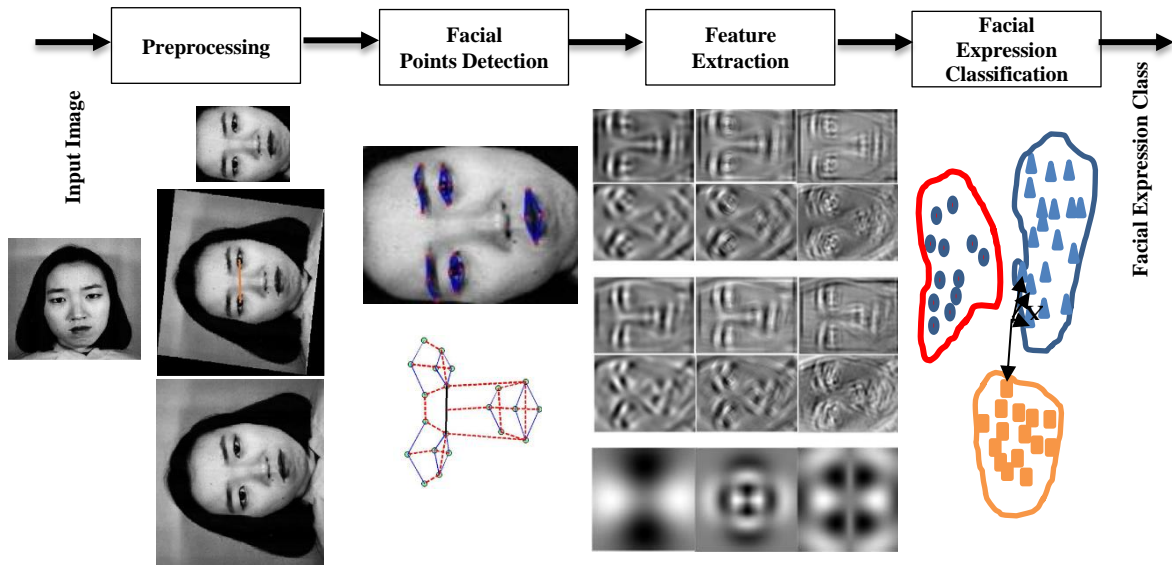 Preprocessing
Facial
Points Detection
Feature
Extraction
Facial
Expression
Classification
Input Image
Facial Expression Class
X